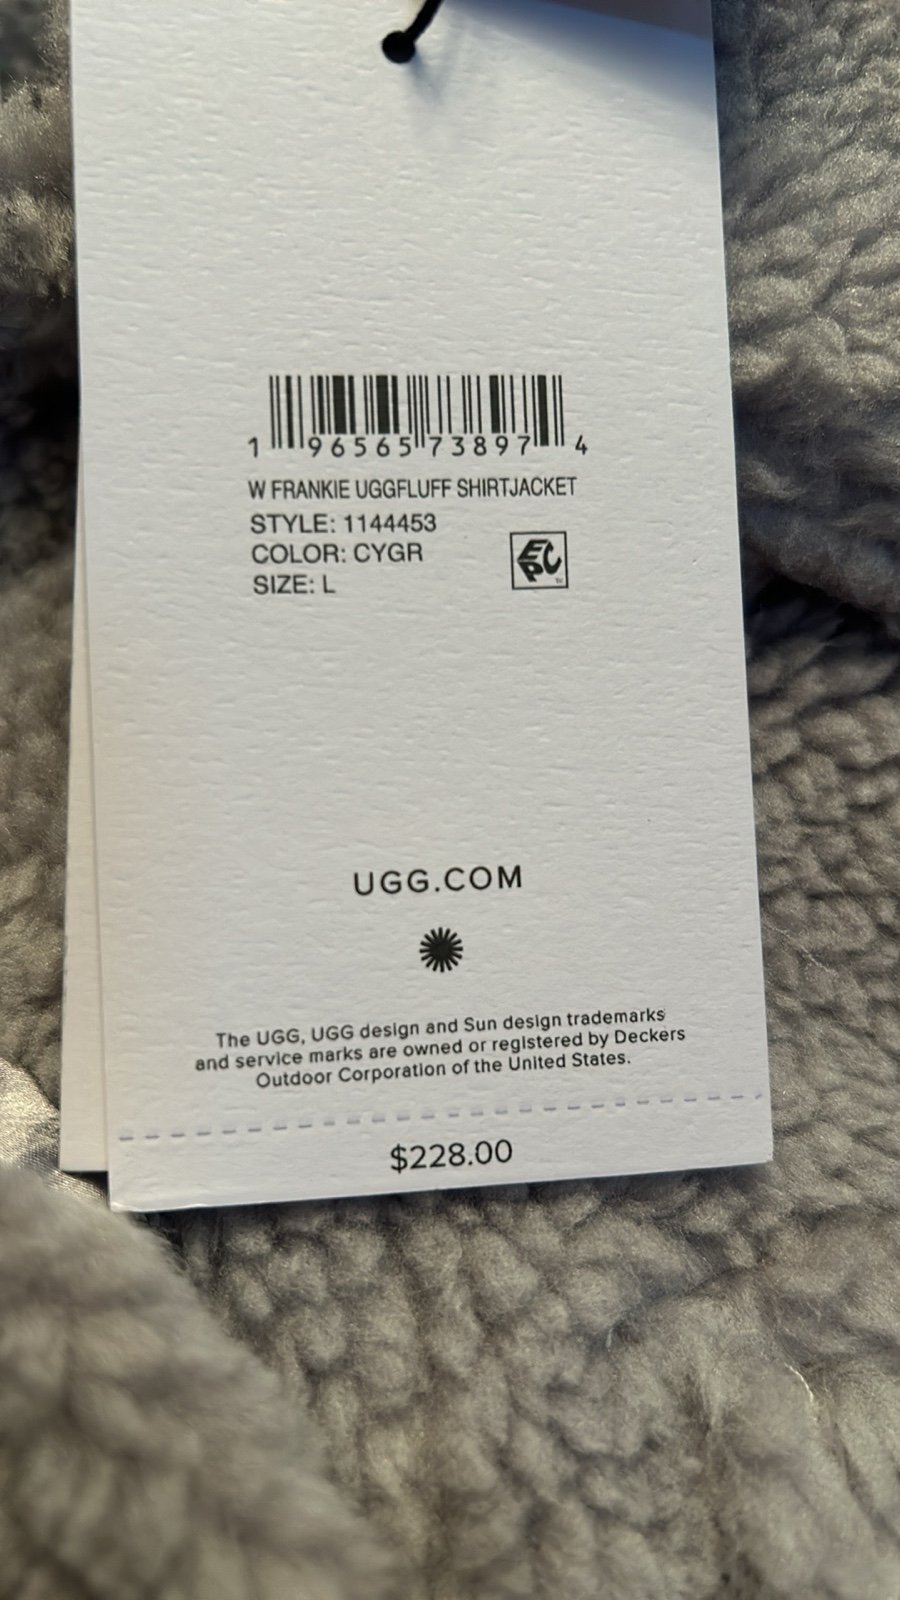 1 96565 73897 4
W FRANKIE UGGFLUFF SHIRTJACKET
STYLE: 1144453
COLOR: CYGR
SIZE: L
EPC
TM
UGG.COM
The UGG, UGG design and Sun design trademarks
and service marks are owned or registered by Deckers
Outdoor Corporation of the United States.
$228.00